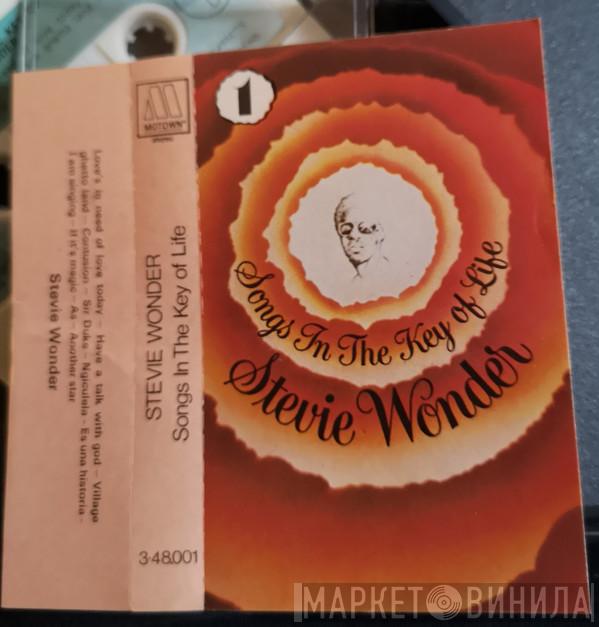 Love's in need of love today – Have a talk with god – Village
ghetto land – Contusion – Sir Duke – Ngiculela – Es una historia -
I am singing – If it's magic – As – Another star
Stevie Wonder
MOTOWN
STEVIE WONDER
Songs In The Key of Life
3-48.001
1
Songs In The Key of Life
Stevie Wonder
МАРКЕТ ВИНИЛА